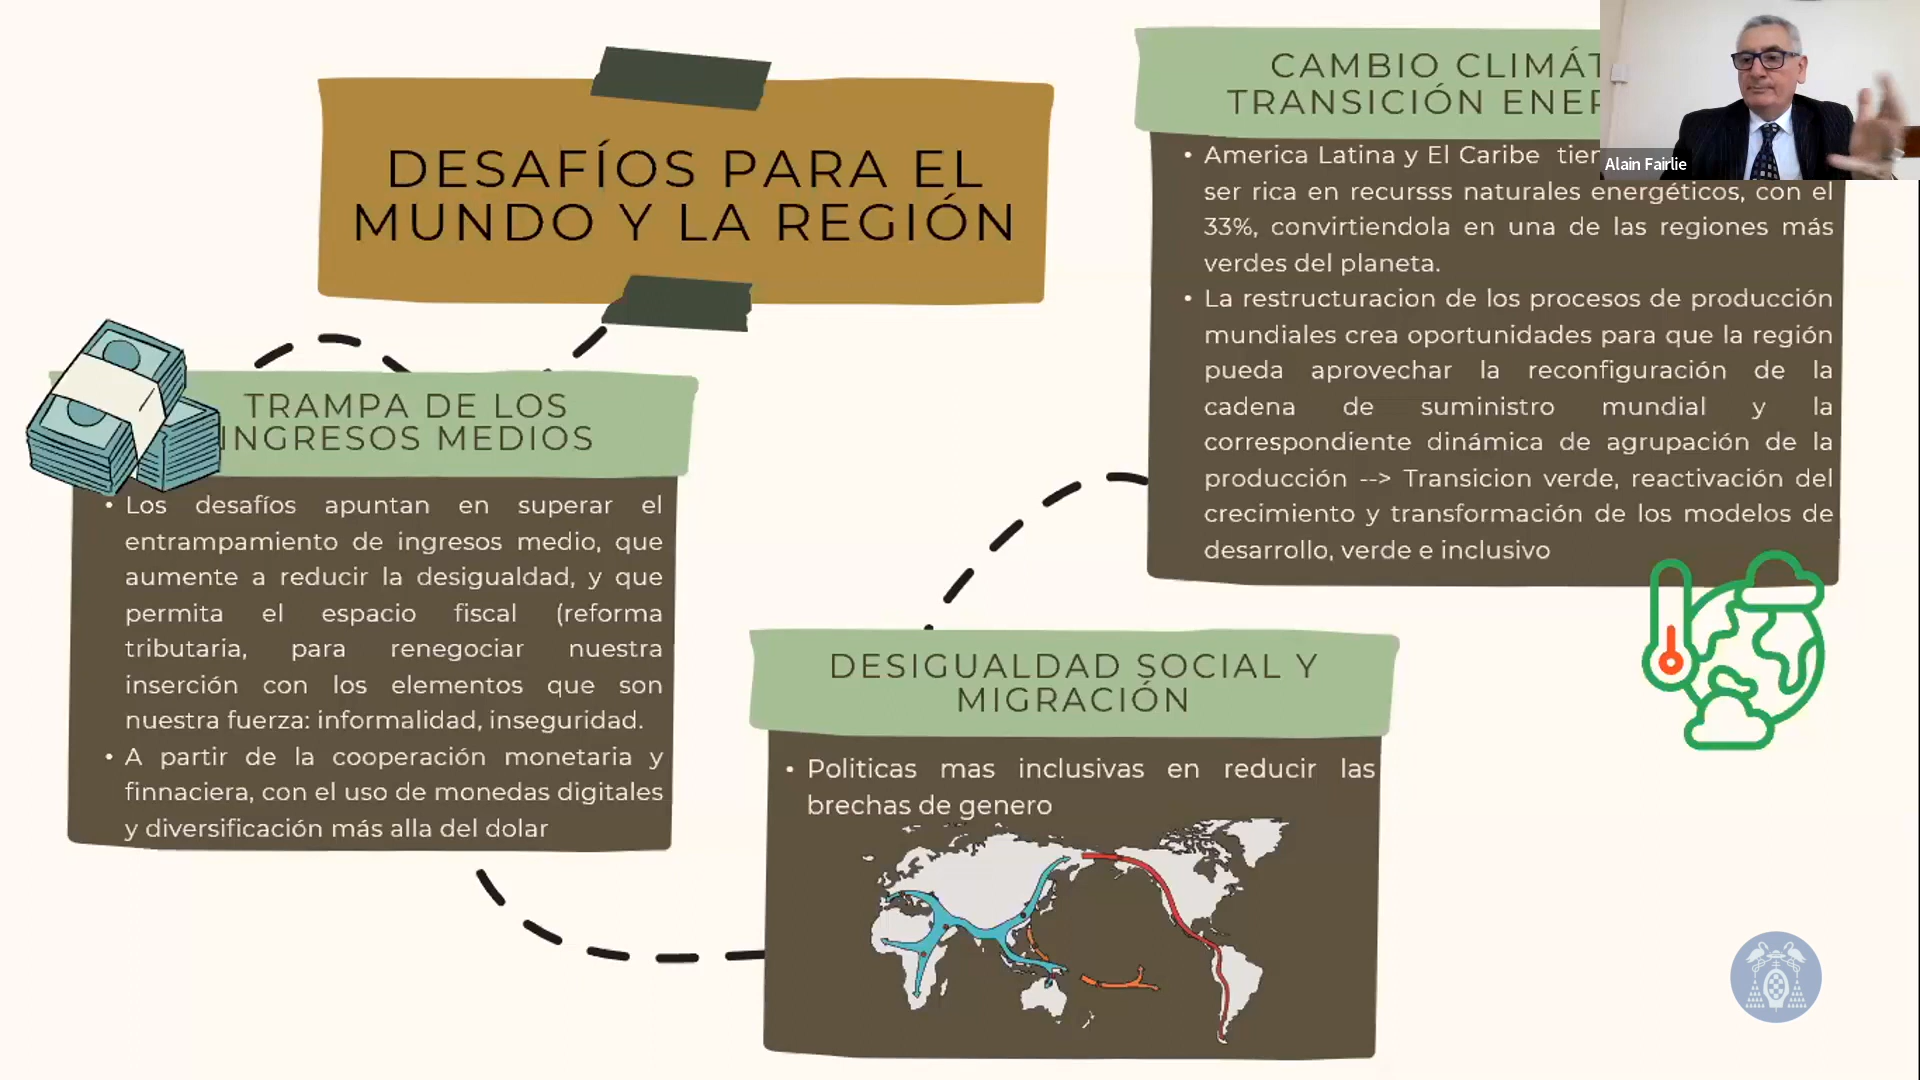 DESAFÍOS PARA EL
MUNDO Y LA REGIÓN
TRAMPA DE LOS
INGRESOS MEDIOS
• Los desafíos apuntan en superar el
entrampamiento de ingresos medio, que
aumente a reducir la desigualdad, y que
permita el espacio fiscal (reforma
tributaria, para renegociar nuestra
inserción con los elementos que son
nuestra fuerza: informalidad, inseguridad.
• A partir de la cooperación monetaria y
finnaciera, con el uso de monedas digitales
y diversificación más alla del dolar
DESIGUALDAD SOCIAL Y
MIGRACIÓN
• Politicas mas inclusivas en reducir las
brechas de genero
CAMBIO
TRANSICIÓN
• America Latina y El Caribe
ser rica en recursss naturales energéticos, con el
33%, convirtiendola en una de las regiones más
verdes del planeta.
• La restructuracion de los procesos de producción
mundiales crea oportunidades para que la región
pueda aprovechar la reconfiguración de la
cadena de suministro mundial y la
correspondiente dinámica de agrupación de la
producción --> Transicion verde, reactivación del
crecimiento y transformación de los modelos de
desarrollo, verde e inclusivo
Alain Fairlie